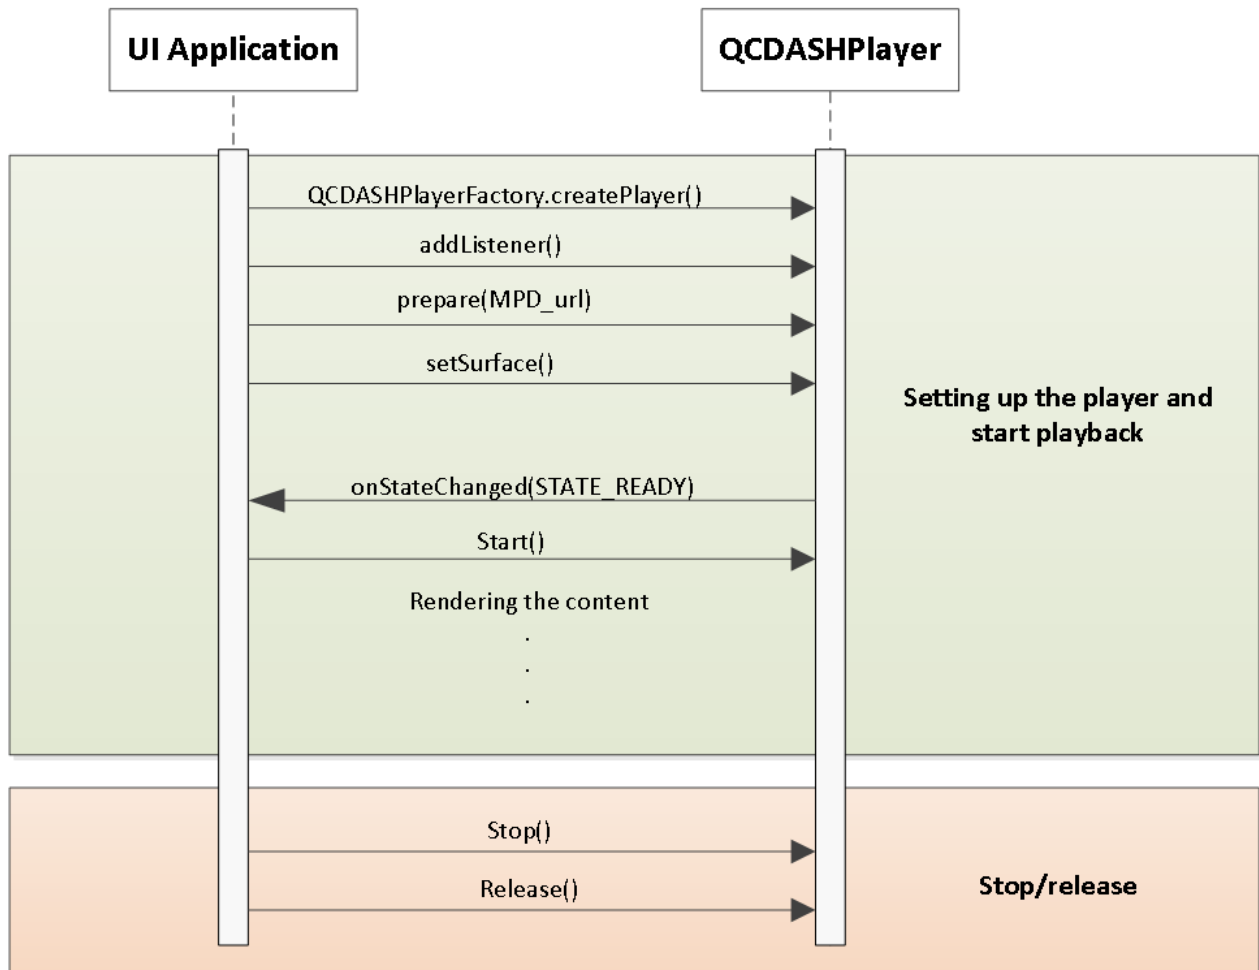 UI Application
QCDASHPlayer
QCDASHPlayerFactory.createPlayer()
addListener()
prepare(MPD_url)
setSurface()
Setting up the player and
start playback
onStateChanged(STATE_READY)
Start()
Rendering the content
.
.
.
Stop()
Release()
Stop/release